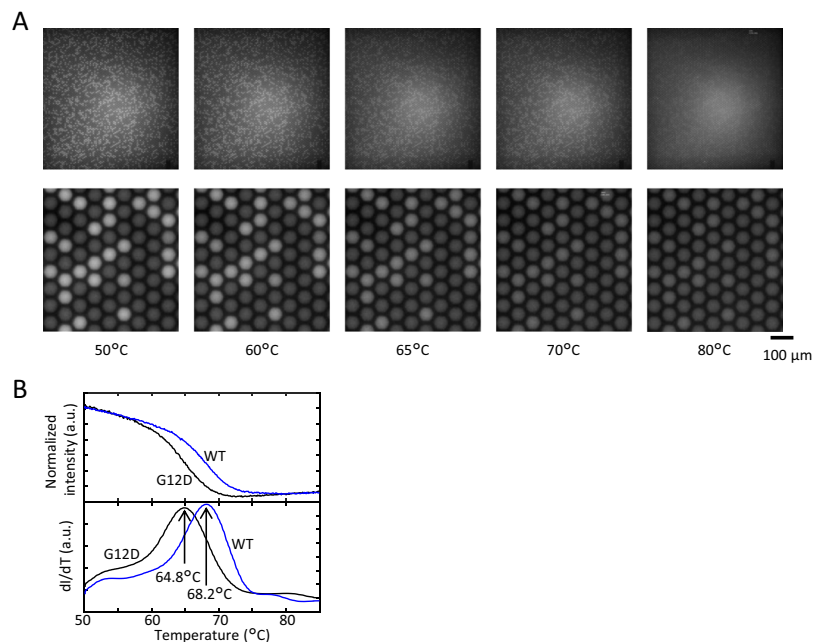 A
50°C 60°C 65°C 70°C 80°C
100 µm
B
Normalized
intensity (a.u.)
WT
G12D
dI/dT (a.u.)
G12D
WT
64.8°C
68.2°C
50 60 70 80
Temperature (°C)